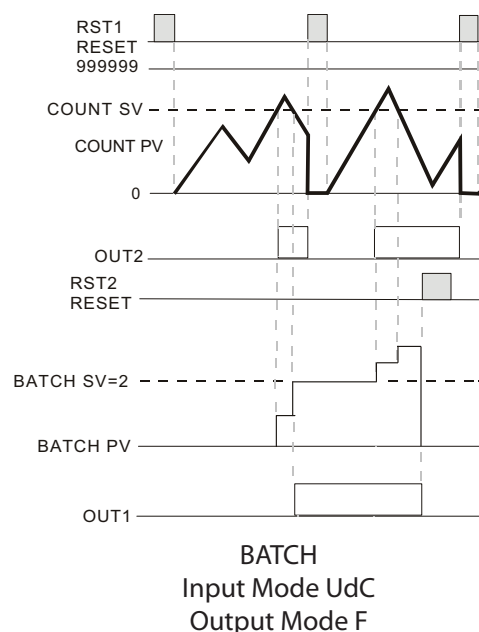 RST1
RESET
999999
COUNT SV
COUNT PV
0
OUT2
RST2
RESET
BATCH SV=2
BATCH PV
OUT1
BATCH
Input Mode UdC
Output Mode F